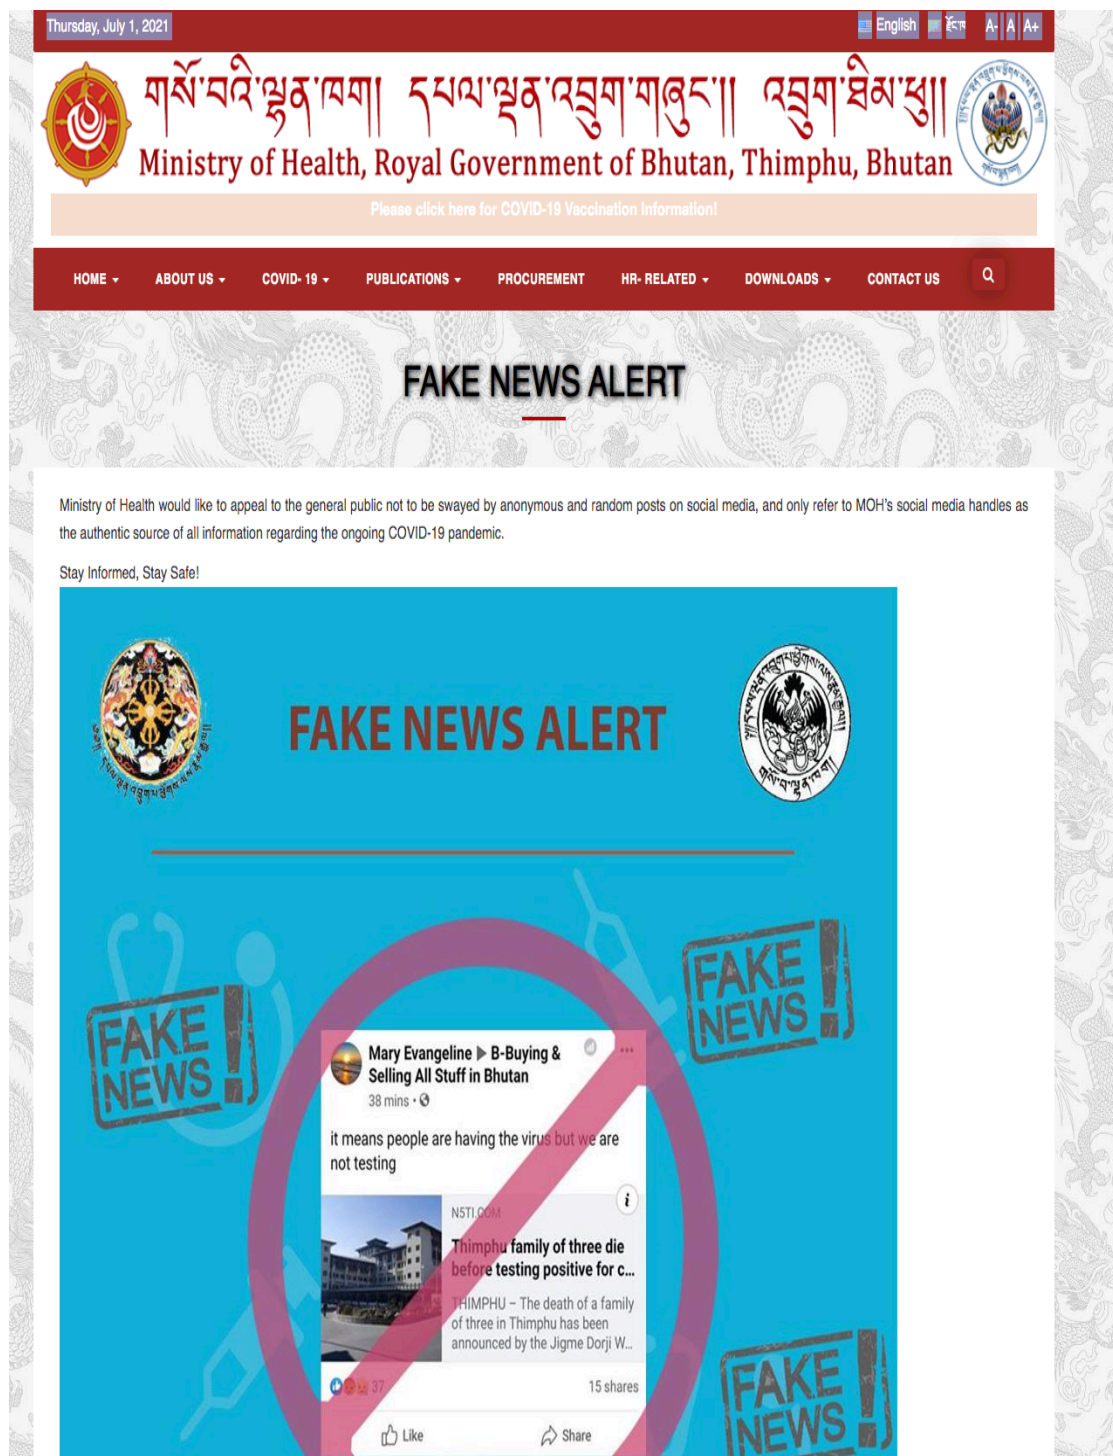 Thursday, July 1, 2021
English རྫོང་ཁ A- A A+
གསོ་བའི་ལྷན་ཁག། དཔལ་ལྡན་འབྲུག་གཞུང་།། འབྲུག་ཐིམ་ཕུ།།
Ministry of Health, Royal Government of Bhutan, Thimphu, Bhutan
Please click here for COVID-19 Vaccination Information!
HOME ABOUT US COVID- 19 PUBLICATIONS PROCUREMENT HR- RELATED DOWNLOADS CONTACT US
FAKE NEWS ALERT
Ministry of Health would like to appeal to the general public not to be swayed by anonymous and random posts on social media, and only refer to MOH's social media handles as
the authentic source of all information regarding the ongoing COVID-19 pandemic.
Stay Informed, Stay Safe!
FAKE NEWS ALERT
FAKE
NEWS !
FAKE
NEWS !
Mary Evangeline ▶ B-Buying &
Selling All Stuff in Bhutan
38 mins •
it means people are having the virus but we are
not testing
N5TI.COM
Thimphu family of three die
before testing positive for c...
THIMPHU – The death of a family
of three in Thimphu has been
announced by the Jigme Dorji W...
37
15 shares
Like
Share
FAKE
NEWS !